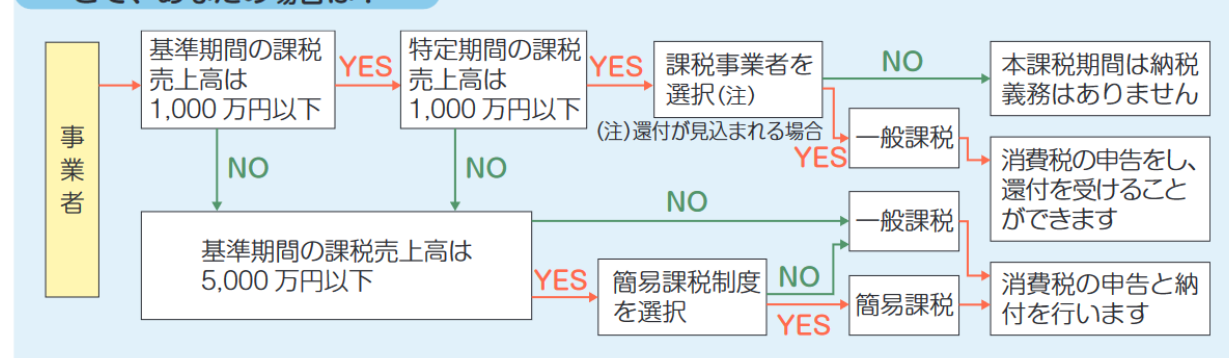 事業者
基準期間の課税
売上高は
1,000 万円以下
YES
特定期間の課税
売上高は
1,000 万円以下
YES
課税事業者を
選択(注)
(注)還付が見込まれる場合
NO
本課税期間は納税
義務はありません
YES
一般課税
消費税の申告をし、
還付を受けること
ができます
NO
NO
基準期間の課税売上高は
5,000 万円以下
NO
一般課税
YES
簡易課税制度
を選択
NO
YES
簡易課税
消費税の申告と納
付を行います